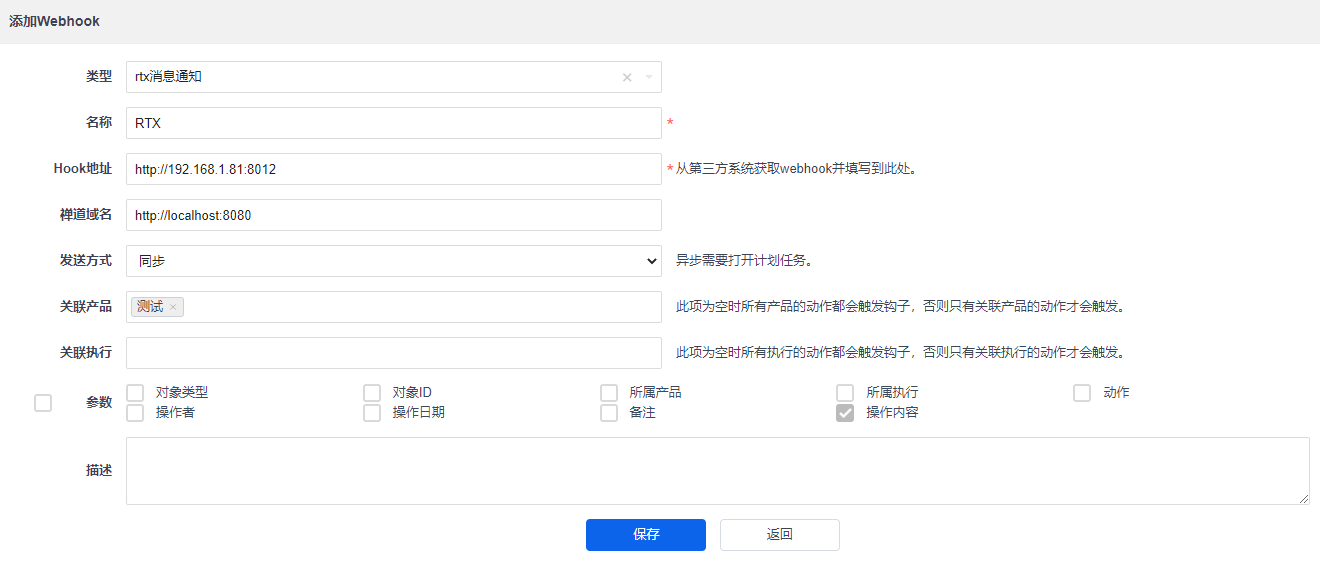 添加Webhook
类型 rtx消息通知
名称 RTX *
Hook地址 http://192.168.1.81:8012 * 从第三方系统获取webhook并填写到此处。
禅道域名 http://localhost:8080
发送方式 同步 异步需要打开计划任务。
关联产品 测试 × 此项为空时所有产品的动作都会触发钩子，否则只有关联产品的动作才会触发。
关联执行 此项为空时所有执行的动作都会触发钩子，否则只有关联执行的动作才会触发。
参数 对象类型 对象ID 所属产品 所属执行 动作
操作者 操作日期 备注 操作内容
描述
保存 返回